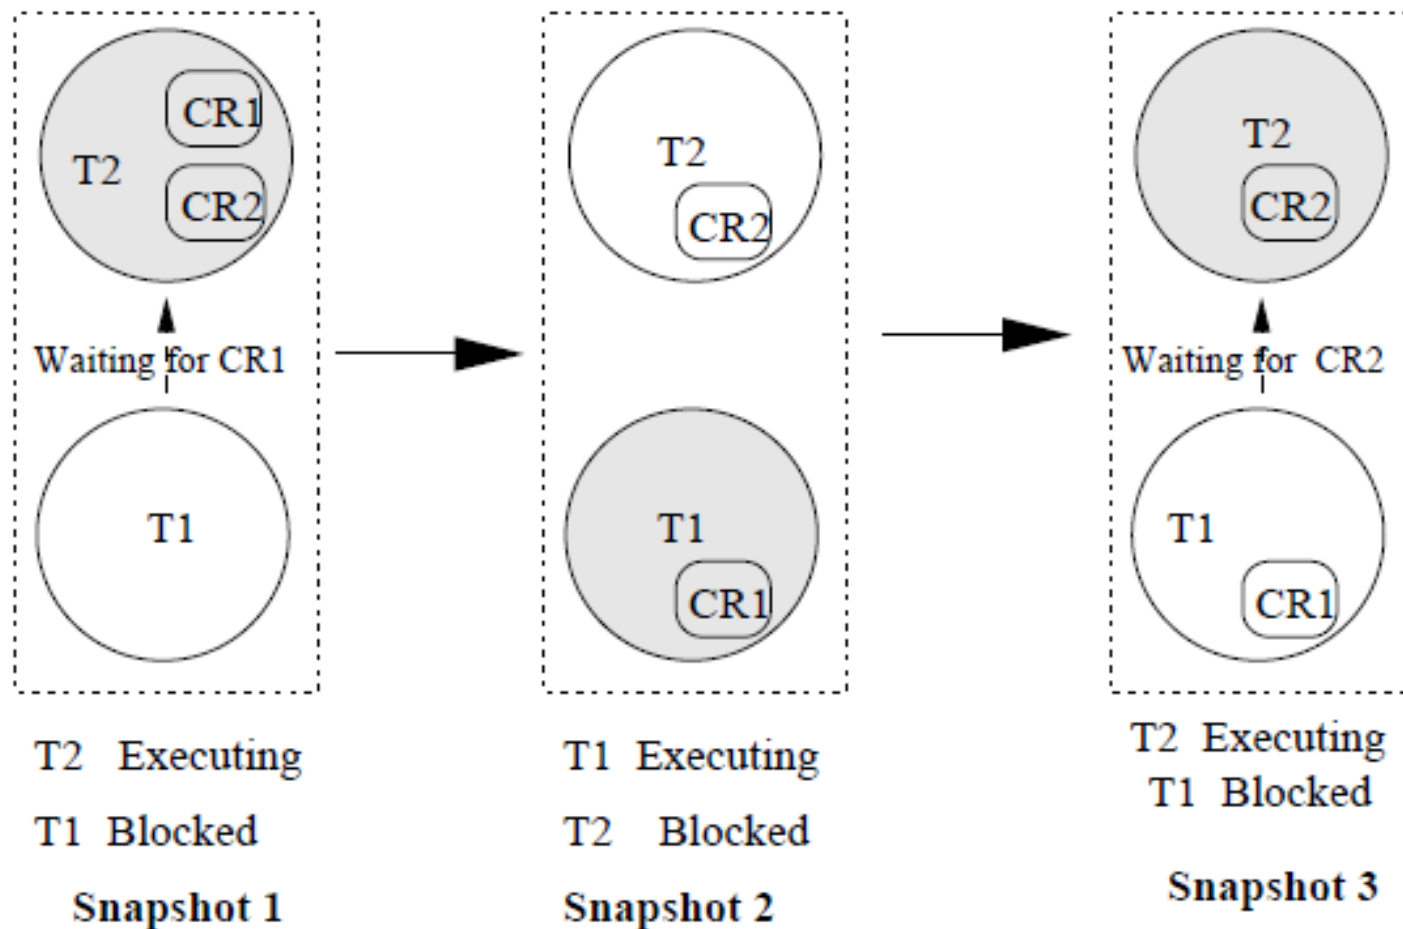 CR1
T2
CR2
Waiting for CR1
T1
T2 Executing
T1 Blocked
Snapshot 1
T2
CR2
T1
CR1
T1 Executing
T2 Blocked
Snapshot 2
T2
CR2
Waiting for CR2
T1
CR1
T2 Executing
T1 Blocked
Snapshot 3